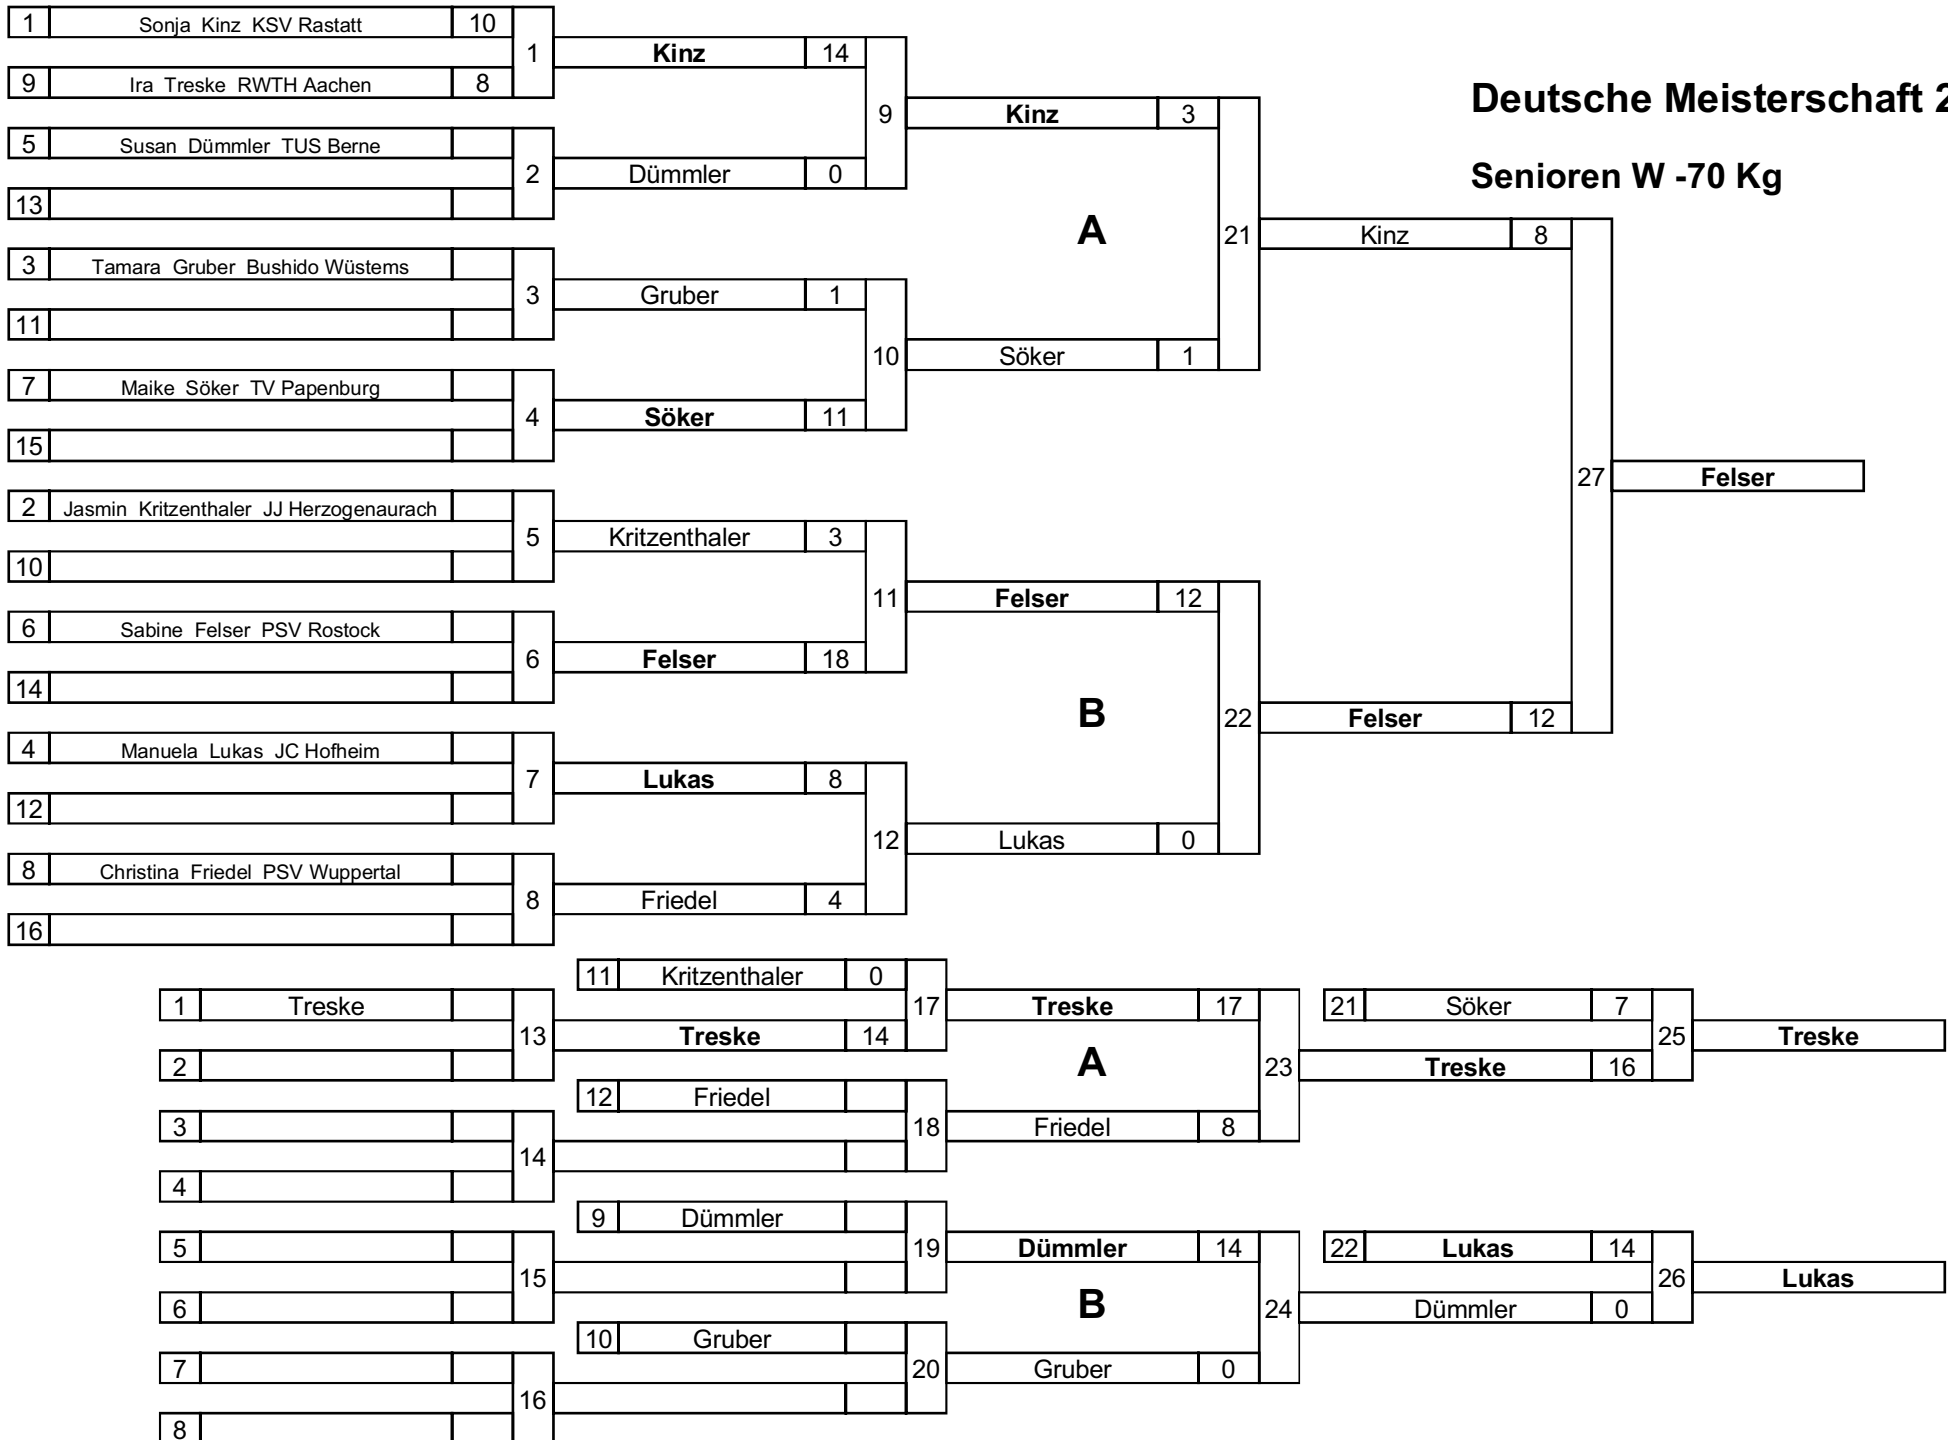 Deutsche Meisterschaft 2
Senioren W -70 Kg
1 Sonja Kinz KSV Rastatt 10
1
Kinz 14
9 Ira Treske RWTH Aachen 8
9
Kinz 3
5 Susan Dümmler TUS Berne
2
Dümmler 0
13
A
21
Kinz 8
3 Tamara Gruber Bushido Wüstems
3
Gruber 1
11
10
Söker 1
7 Maike Söker TV Papenburg
4
Söker 11
15
27
Felser
2 Jasmin Kritzenthaler JJ Herzogenaurach
5
Kritzenthaler 3
10
11
Felser 12
6 Sabine Felser PSV Rostock
6
Felser 18
14
B
22
Felser 12
4 Manuela Lukas JC Hofheim
7
Lukas 8
12
12
Lukas 0
8 Christina Friedel PSV Wuppertal
8
Friedel 4
16
11 Kritzenthaler 0
1 Treske
17
Treske 17
21 Söker 7
13
Treske 14
25
Treske
2
A
23
Treske 16
12 Friedel
3
18
Friedel 8
14
4
9 Dümmler
5
19
Dümmler 14
22 Lukas 14
15
26
Lukas
6
B
24
Dümmler 0
10 Gruber
7
20
Gruber 0
16
8